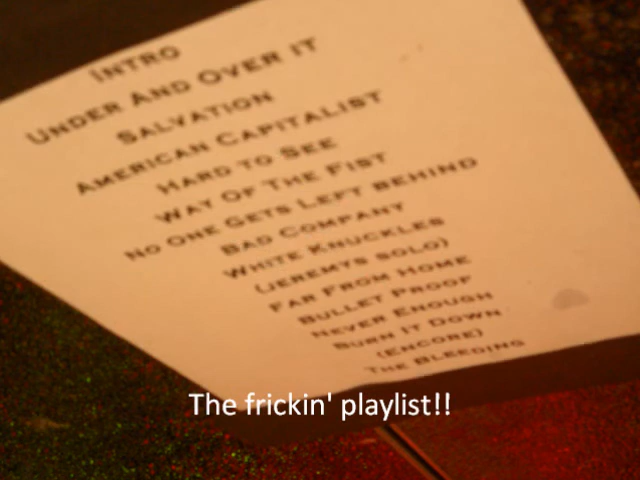 Intro
Under And Over It
Salvation
American Capitalist
Hard to See
Way Of The Fist
No One Gets Left Behind
Bad Company
White Knuckles
(Jeremys solo)
Far From Home
Bullet Proof
Never Enough
Burn It Down
(Encore)
The Bleeding
The frickin' playlist!!